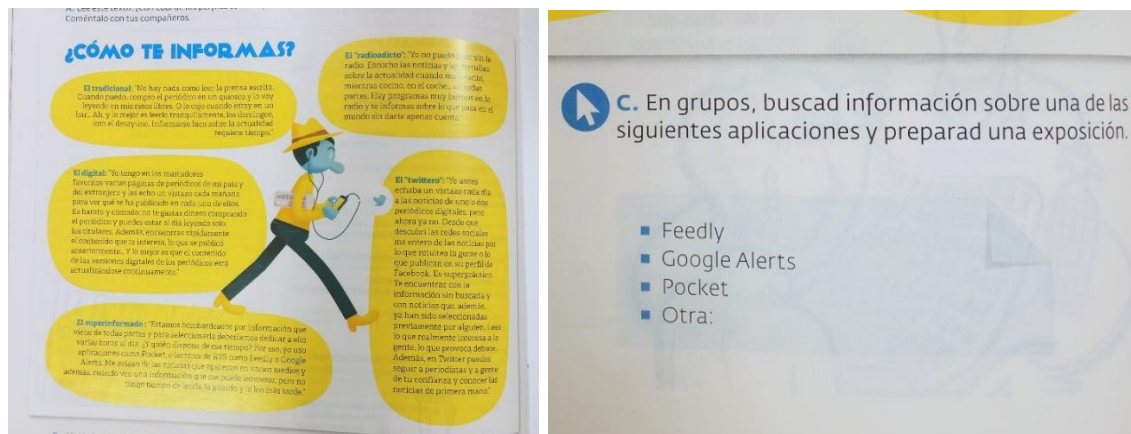 A. Lee este texto. ¿Con cuál de los perfiles
Coméntalo con tus compañeros.
¿CÓMO TE INFORMAS?
El tradicional: "No hay nada como leer la prensa escrita.
Cuando puedo, compro el periódico en un quiosco y lo voy
leyendo en mis ratos libres. O lo cojo cuando estoy en un
bar... Ah, y lo mejor es leerlo tranquilamente, los domingos,
con el desayuno. Informarse bien sobre la actualidad
requiere tiempo."
El "radioadicto": "Yo no puedo sin la
radio. Escucho las noticias y las tertulias
sobre la actualidad cuando me
mientras cocino, en el coche... en todas
partes. Hay programas muy buenos en la
radio y te informas sobre lo que pasa en el
mundo sin darte apenas cuenta."
El digital: "Yo tengo en los marcadores
favoritos varias páginas de periódicos de mi país y
del extranjero y les echo un vistazo cada mañana
para ver qué se ha publicado en cada uno de ellos.
Es barato y cómodo: no te gastas dinero comprando
el periódico y puedes estar al día leyendo solo
los titulares. Además, encuentras rápidamente
el contenido que te interesa, lo que se publicó
anteriormente... Y lo mejor es que el contenido
de las versiones digitales de los periódicos está
actualizándose continuamente."
El "twittero": "Yo antes
echaba un vistazo cada día
a las noticias de uno o dos
periódicos digitales, pero
ahora ya no. Desde que
descubrí las redes sociales
me entero de las noticias por
lo que retuitea la gente o lo
que publican en su perfil de
Facebook. Es superpráctico.
Te encuentras con la
información sin buscarla y
con noticias que, además,
ya han sido seleccionadas
previamente por alguien. Lees
lo que realmente interesa a la
gente, lo que provoca debate.
Además, en Twitter puedes
seguir a periodistas y a gente
de tu confianza y conocer las
noticias de primera mano."
El superinformado: "Estamos bombardeados por información que
viene de todas partes y para seleccionarla deberíamos dedicar a ello
varias horas al día. ¿Y quién dispone de ese tiempo? Por eso, yo uso
aplicaciones como Pocket, o lectores de RSS como Feedly o Google
Alerts. Me avisan de las noticias que aparecen en varios medios y
además, cuando veo una información que me puede interesar, pero no
tengo tiempo de leerla, la guardo y la leo más tarde."
C. En grupos, buscad información sobre una de las
siguientes aplicaciones y preparad una exposición.
Feedly
Google Alerts
Pocket
Otra: